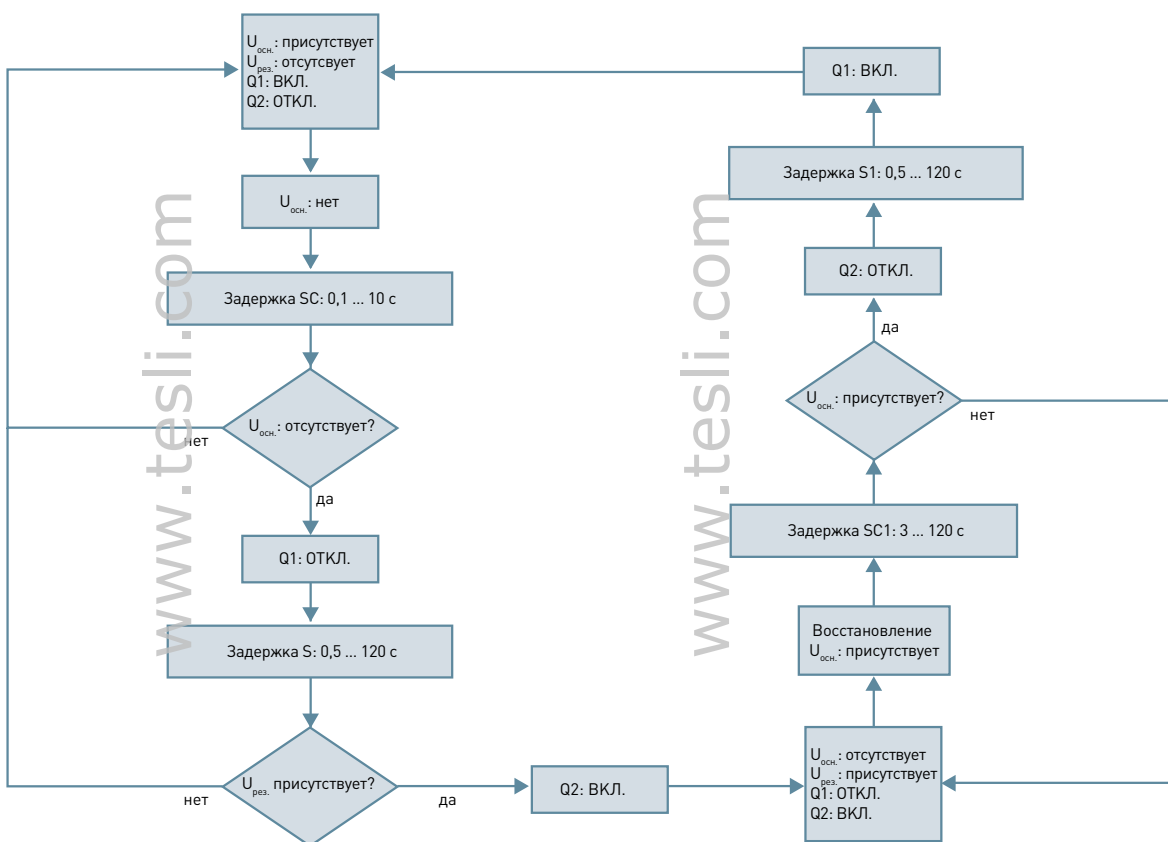 Uосн.: присутствует
Uрез.: отсутсвует
Q1: ВКЛ.
Q2: ОТКЛ.
Uосн.: нет
Задержка SC: 0,1 ... 10 с
Uосн.: отсутствует?
нет
да
Q1: ОТКЛ.
Задержка S: 0,5 ... 120 с
Uрез. присутствует?
нет
да
Q2: ВКЛ.
Uосн.: отсутствует
Uрез.: присутствует
Q1: ОТКЛ.
Q2: ВКЛ.
Восстановление
Uосн.: присутствует
Задержка SC1: 3 ... 120 с
Uосн.: присутствует?
нет
да
Q2: ОТКЛ.
Задержка S1: 0,5 ... 120 с
Q1: ВКЛ.
www.tesli.com
www.tesli.com